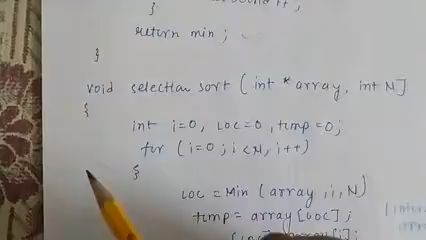 }
return min ;
}
void selection sort ( int * array, int N ]
{
int i=0, LOC=0, temp=0;
for (i=0 ; i<N, i++)
{
LOC = Min (array , i, N)
temp = array [LOC] ;